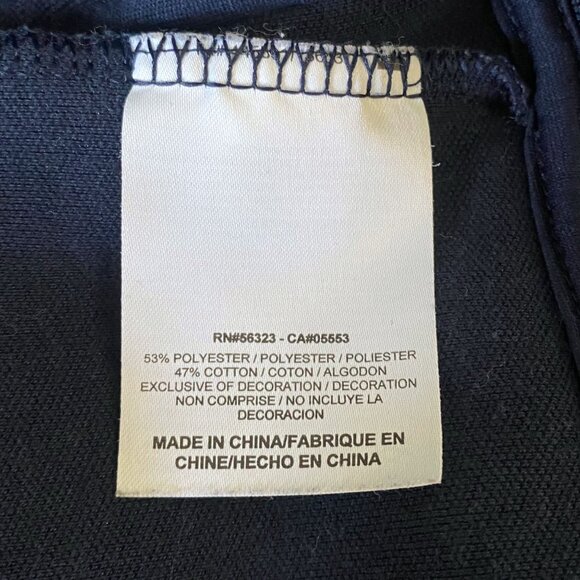 RN#56323 - CA#05553
53% POLYESTER / POLYESTER / POLIESTER
47% COTTON / COTON / ALGODON
EXCLUSIVE OF DECORATION / DECORATION
NON COMPRISE / NO INCLUYE LA
DECORACION
MADE IN CHINA/FABRIQUE EN
CHINE/HECHO EN CHINA